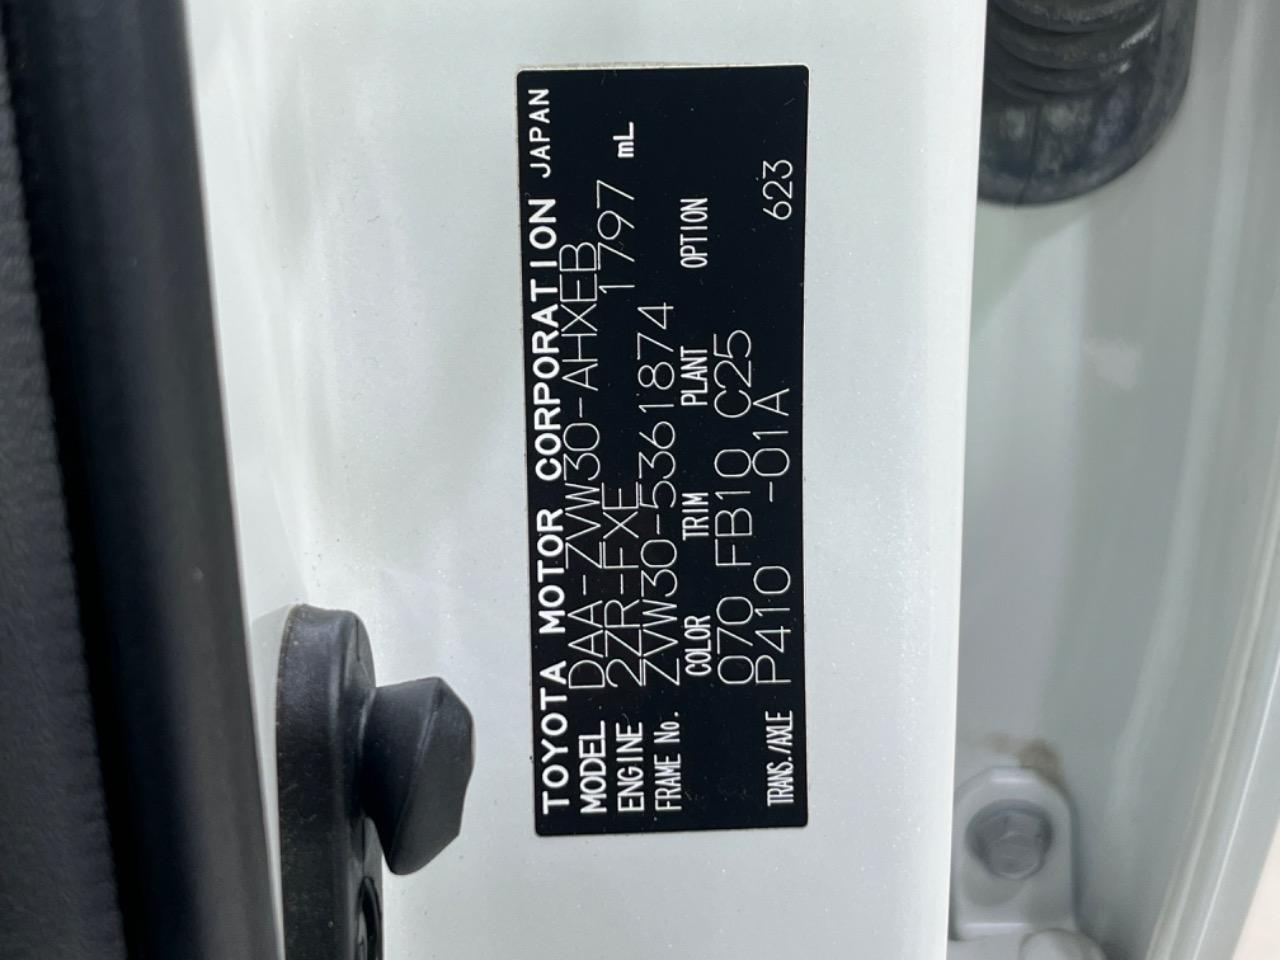 TOYOTA MOTOR CORPORATION JAPAN
MODEL DAA-ZVW30-AHXEB
ENGINE 2ZR-FXE 1797 mL
FRAME No. ZVW30-5361874
COLOR TRIM PLANT OPTION
070 FB10 C25
TRANS./AXLE P410 -01A 623